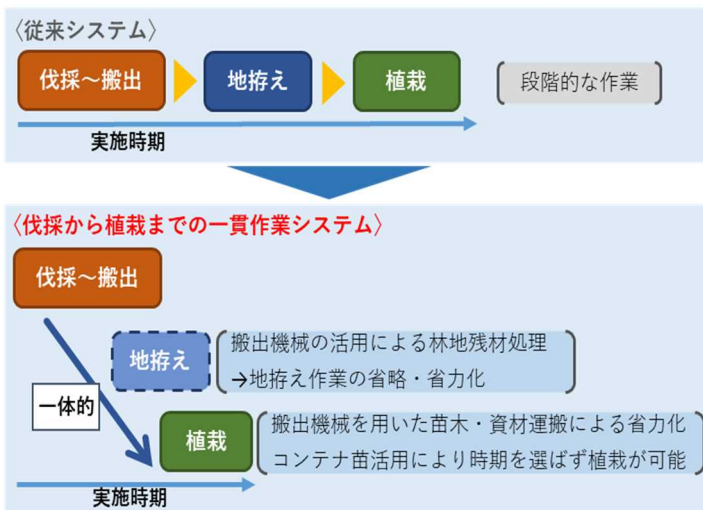 〈従来システム〉
伐採～搬出
地拵え
植栽
段階的な作業
実施時期
〈伐採から植栽までの一貫作業システム〉
伐採～搬出
地拵え
搬出機械の活用による林地残材処理
→地拵え作業の省略・省力化
一体的
植栽
搬出機械を用いた苗木・資材運搬による省力化
コンテナ苗活用により時期を選ばず植栽が可能
実施時期